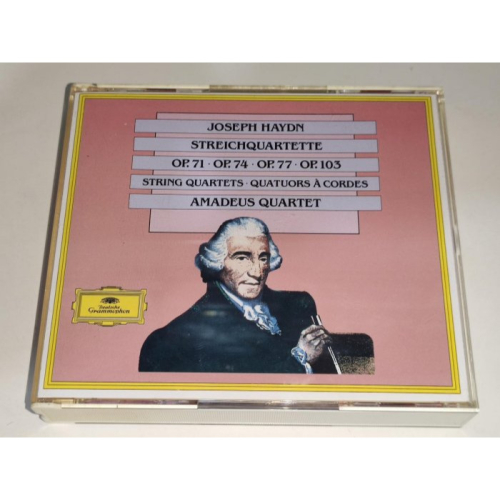 JOSEPH HAYDN
STREICHQUARTETTE
OP. 71 · OP. 74 · OP. 77 · OP. 103
STRING QUARTETS · QUATUORS À CORDES
AMADEUS QUARTET
Deutsche
Grammophon